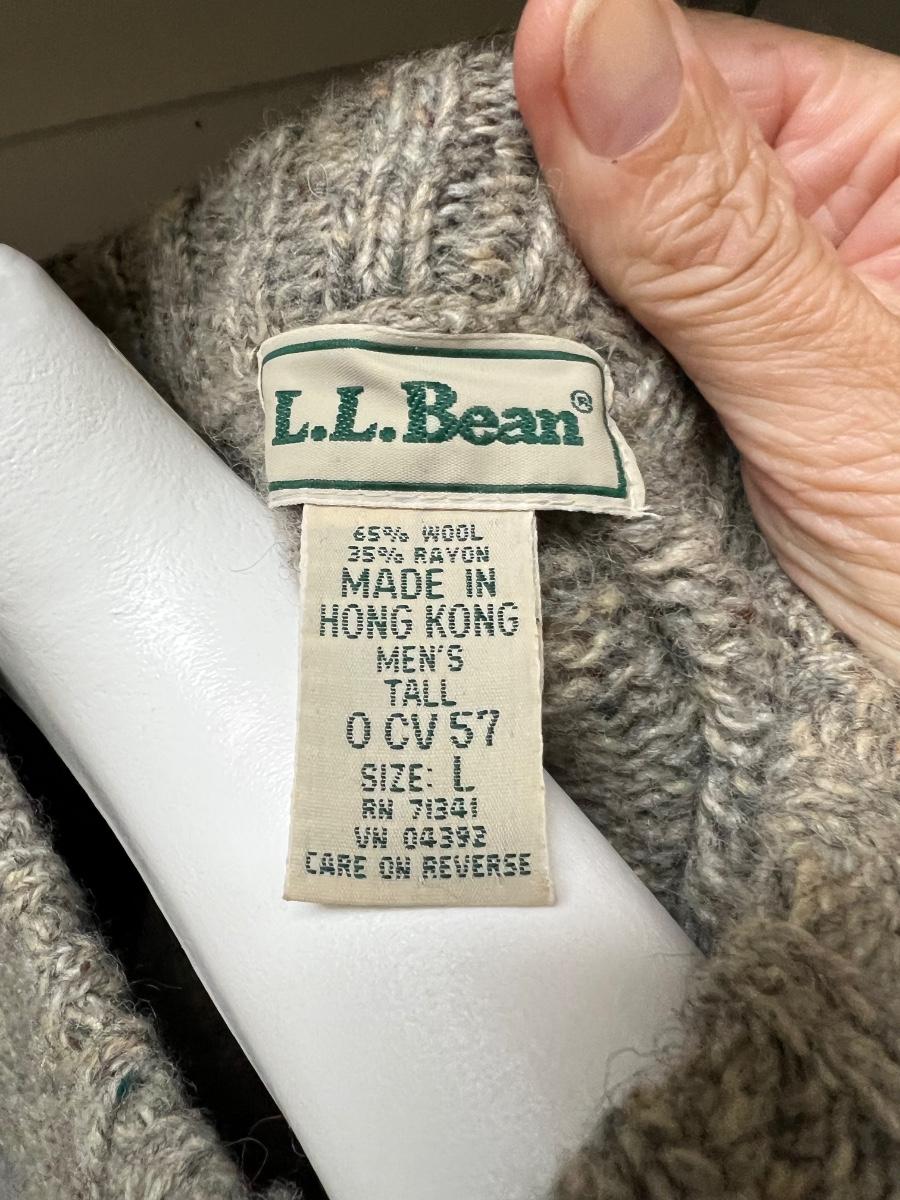 L.L.Bean®
65% WOOL
35% RAYON
MADE IN
HONG KONG
MEN'S
TALL
0 CV 57
SIZE: L
RN 71341
VN 04392
CARE ON REVERSE